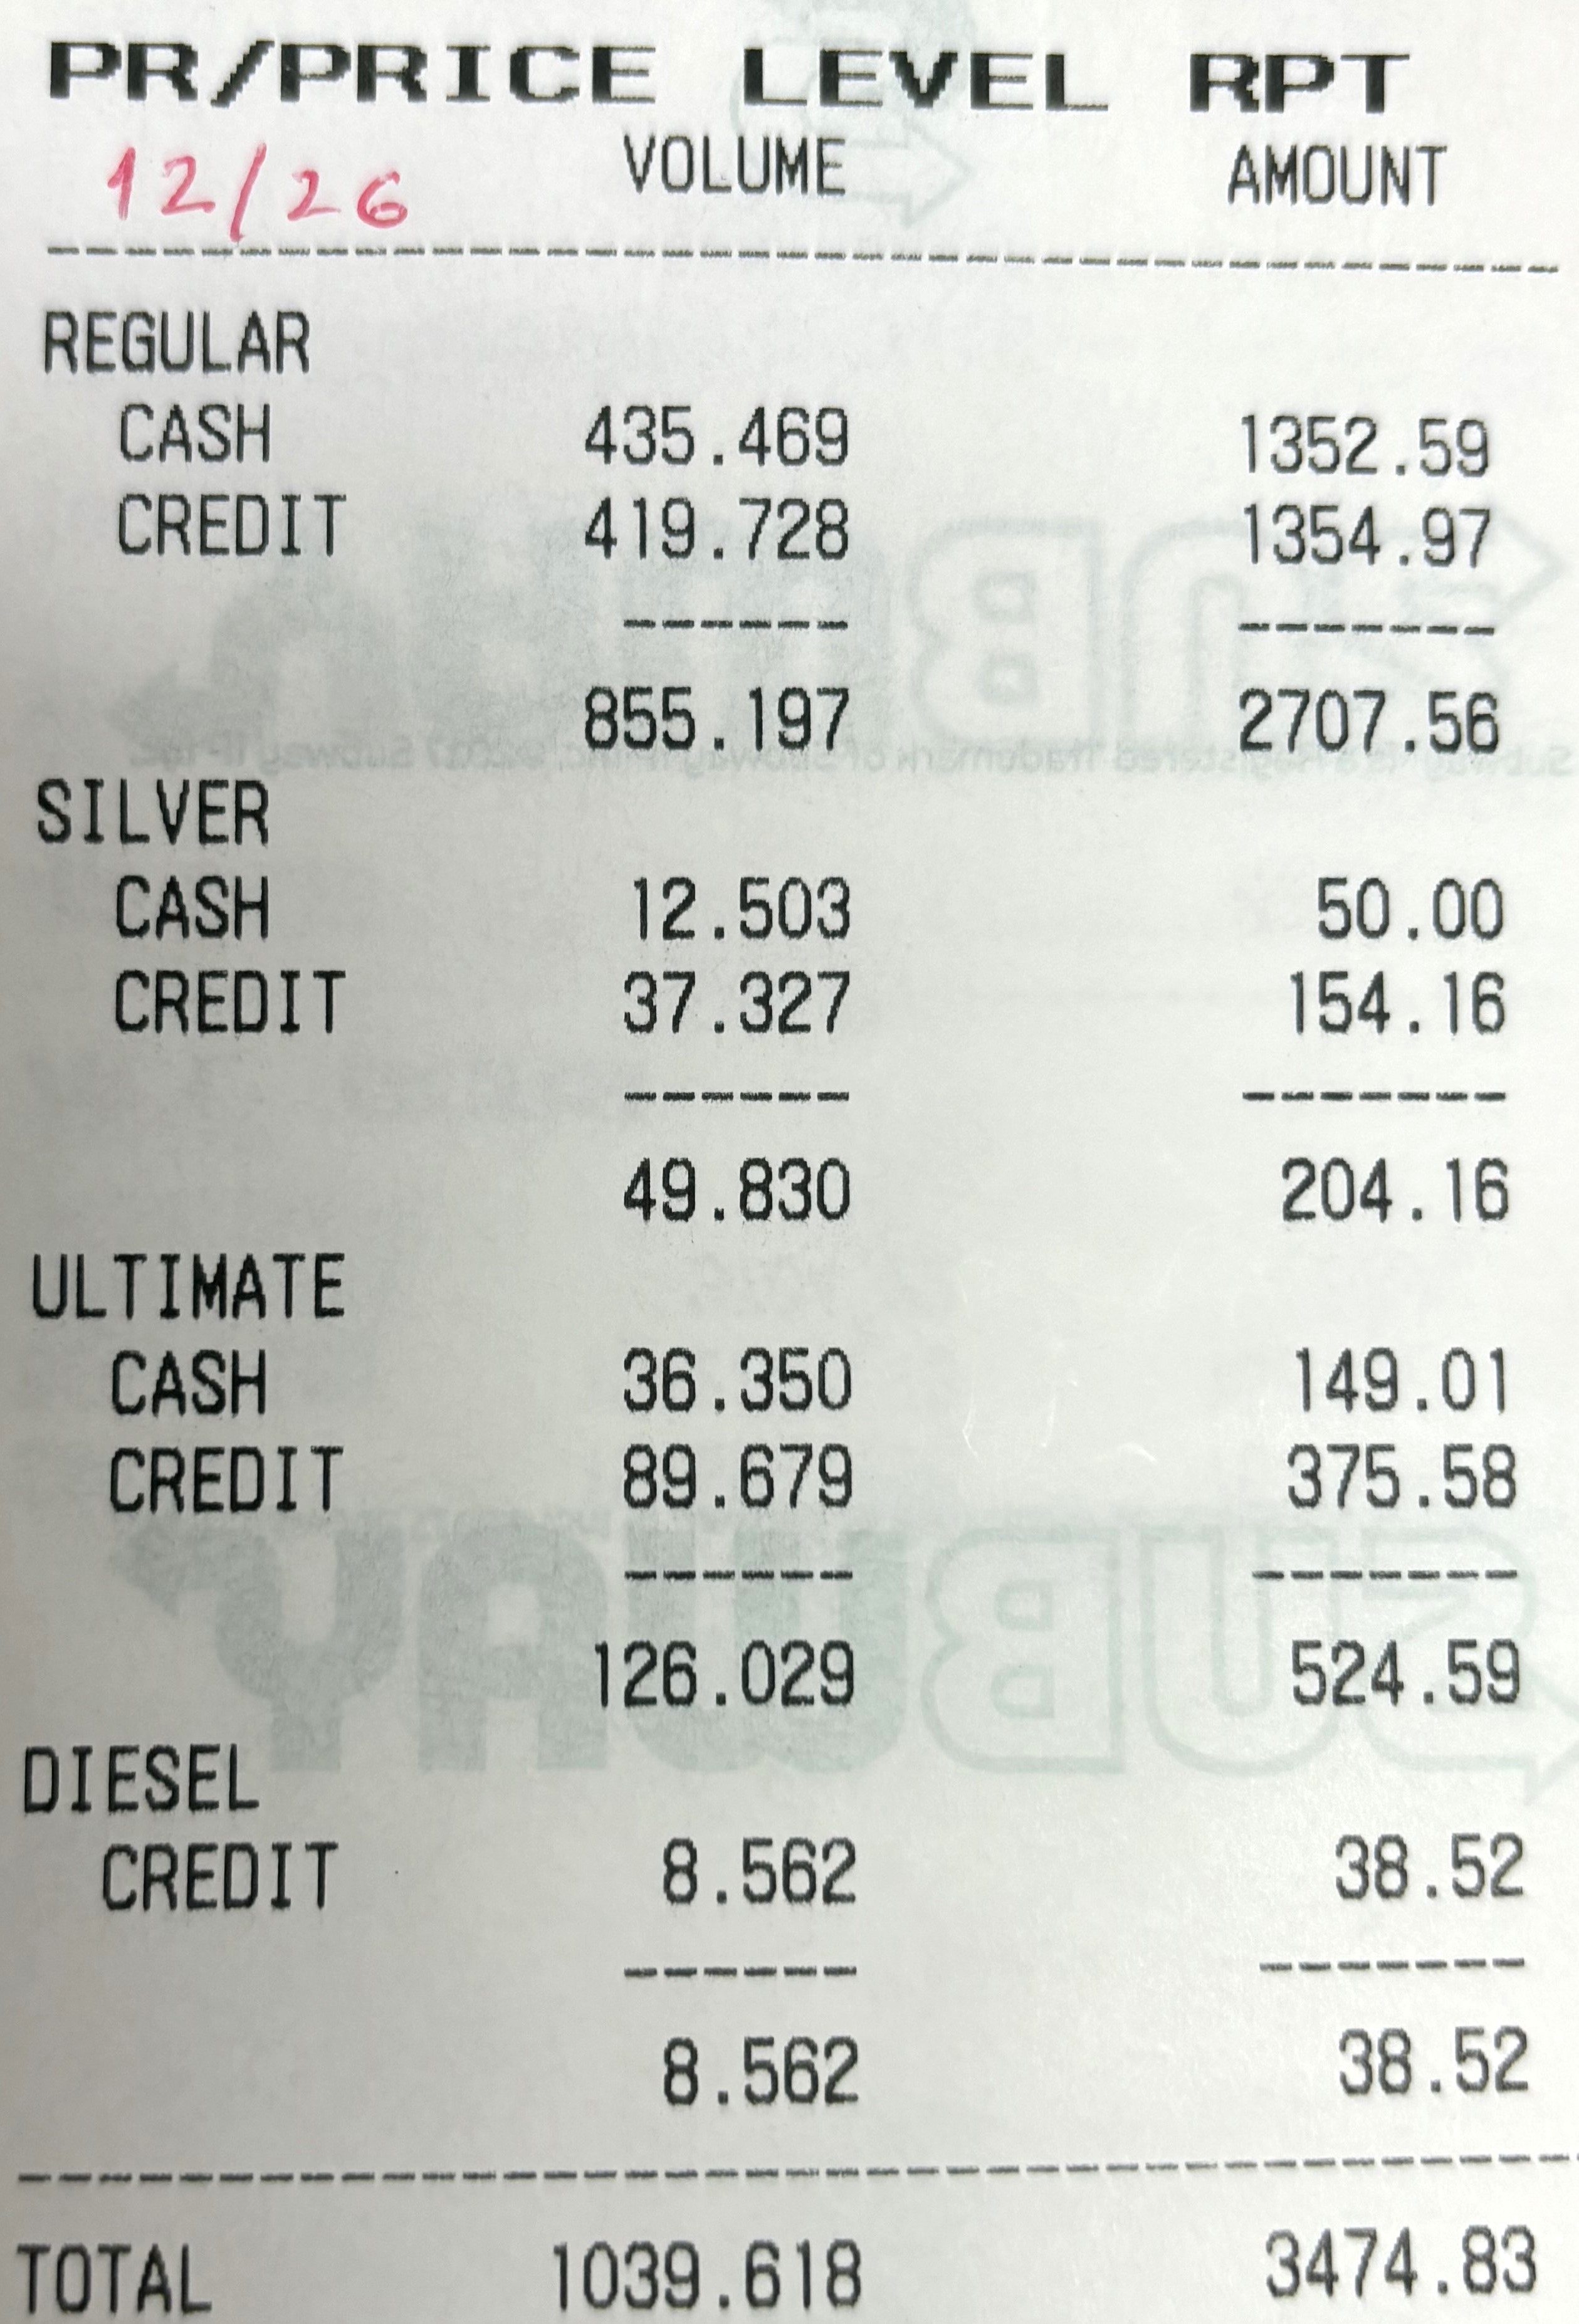 PR/PRICE LEVEL RPT
VOLUME AMOUNT
12/26
REGULAR
CASH 435.469 1352.59
CREDIT 419.728 1354.97
------ -------
855.197 2707.56
Subway® is a Registered Trademark of Subway IP Inc. ©2017 Subway IP Inc.
SILVER
CASH 12.503 50.00
CREDIT 37.327 154.16
------ -------
49.830 204.16
ULTIMATE
CASH 36.350 149.01
CREDIT 89.679 375.58
------ -------
SUBWAY
126.029 524.59
DIESEL
CREDIT 8.562 38.52
------ -------
8.562 38.52
TOTAL 1039.618 3474.83